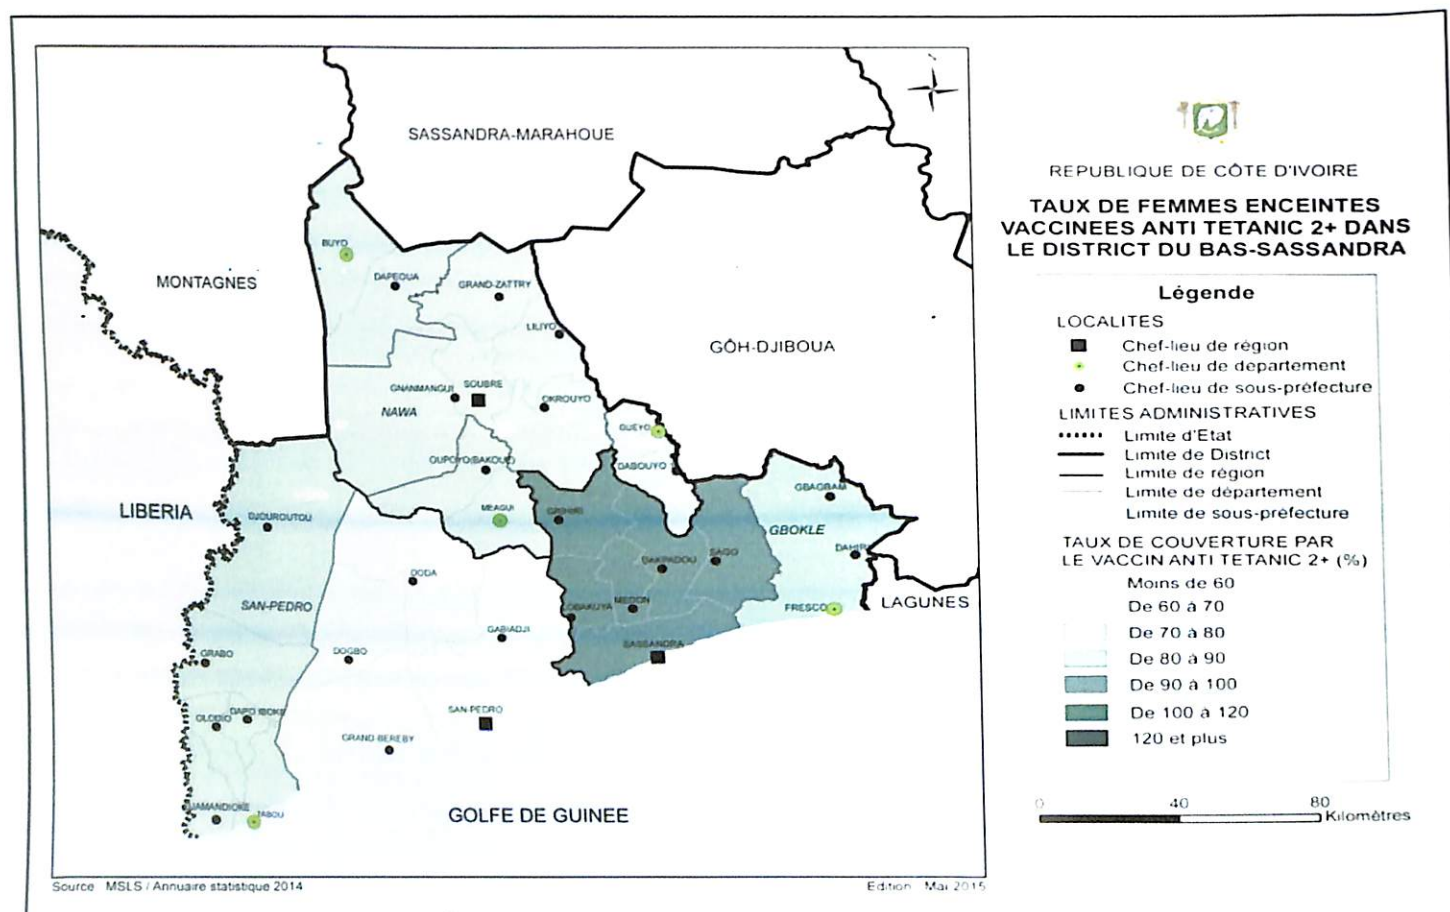 SASSANDRA-MARAHOUE
MONTAGNES
GÔH-DJIBOUA
LIBERIA
LAGUNES
GOLFE DE GUINEE
BUYO
DAPEOUA
GRAND-ZATTRY
LILIYO
GNANMANGUI
SOUBRE
OKROUYO
NAWA
GUEYO
DABOUYO
OUPOYO(BAKOUE)
MEAGUI
GRIHIRI
GBAGBAM
GBOKLE
DAHIRI
DAKPADOU
SAGO
MEDON
LOBAKUYA
SASSANDRA
FRESCO
DJOUROUTOU
DODA
SAN-PEDRO
GABIADJI
GRABO
DOGBO
OLODIO
DAPO IBOKE
SAN-PEDRO
GRAND-BEREBY
DJAMANDIOKE
TABOU
Source MSLS / Annuaire statistique 2014
Edition Mai 2015
REPUBLIQUE DE CÔTE D'IVOIRE
TAUX DE FEMMES ENCEINTES
VACCINEES ANTI TETANIC 2+ DANS
LE DISTRICT DU BAS-SASSANDRA
Légende
LOCALITES
Chef-lieu de région
Chef-lieu de département
Chef-lieu de sous-préfecture
LIMITES ADMINISTRATIVES
Limite d'Etat
Limite de District
Limite de région
Limite de département
Limite de sous-préfecture
TAUX DE COUVERTURE PAR
LE VACCIN ANTI TETANIC 2+ (%)
Moins de 60
De 60 à 70
De 70 à 80
De 80 à 90
De 90 à 100
De 100 à 120
120 et plus
0 40 80
Kilomètres